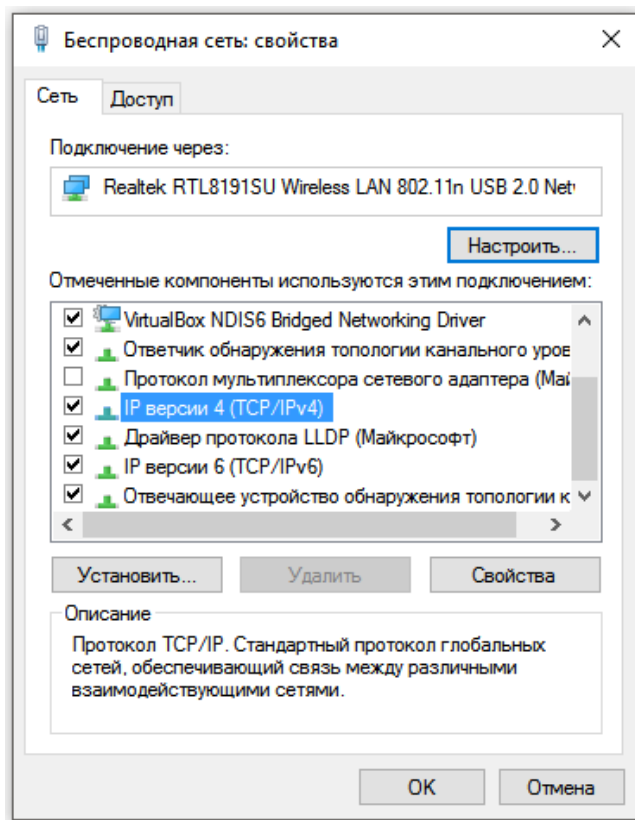 Беспроводная сеть: свойства
Сеть
Доступ
Подключение через:
Realtek RTL8191SU Wireless LAN 802.11n USB 2.0 Net
Настроить...
Отмеченные компоненты используются этим подключением:
VirtualBox NDIS6 Bridged Networking Driver
Ответчик обнаружения топологии канального уров
Протокол мультиплексора сетевого адаптера (Май
IP версии 4 (TCP/IPv4)
Драйвер протокола LLDP (Майкрософт)
IP версии 6 (TCP/IPv6)
Отвечающее устройство обнаружения топологии к
Установить...
Удалить
Свойства
Описание
Протокол TCP/IP. Стандартный протокол глобальных
сетей, обеспечивающий связь между различными
взаимодействующими сетями.
OK
Отмена